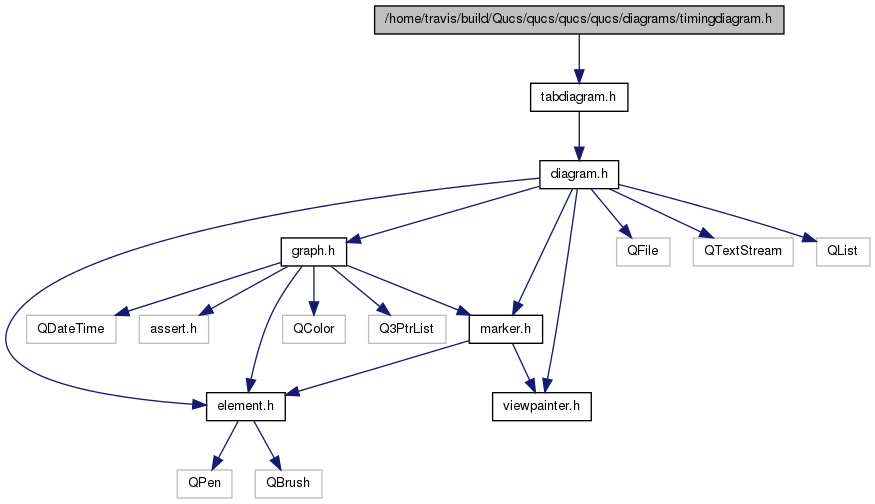 /home/travis/build/Qucs/qucs/qucs/qucs/diagrams/timingdiagram.h
tabdiagram.h
diagram.h
graph.h
QFile
QTextStream
QList
QDateTime
assert.h
QColor
Q3PtrList
marker.h
element.h
viewpainter.h
QPen
QBrush